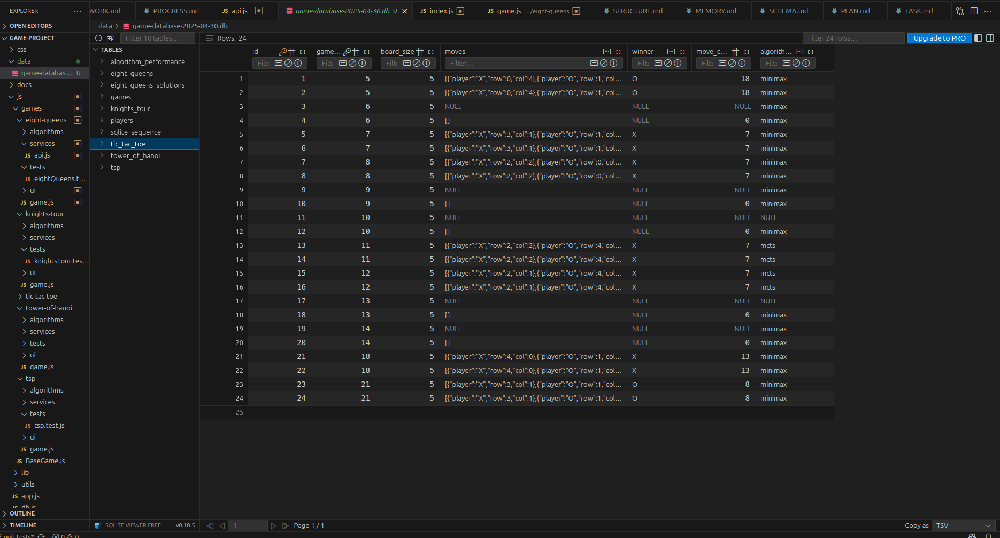 EXPLORER ···
WORK.md PROGRESS.md JS api.js game-database-2025-04-30.db U JS index.js JS game.js .../eight-queens STRUCTURE.md MEMORY.md SCHEMA.md PLAN.md TASK.md ···
OPEN EDITORS
GAME-PROJECT
css
data
game-databas... U
docs
js
games
eight-queens
algorithms
services
JS api.js
tests
JS eightQueens.t...
ui
JS game.js
knights-tour
algorithms
services
tests
JS knightsTour.tes...
ui
JS game.js
tic-tac-toe
tower-of-hanoi
algorithms
services
tests
ui
JS game.js
tsp
algorithms
services
tests
JS tsp.test.js
ui
JS game.js
JS BaseGame.js
lib
utils
JS app.js
OUTLINE
TIMELINE
unit-tests* 0 0
data > game-database-2025-04-30.db
Filter 10 tables...
TABLES
algorithm_performance
eight_queens
eight_queens_solutions
games
knights_tour
players
sqlite_sequence
tic_tac_toe
tower_of_hanoi
tsp
SQLITE VIEWER FREE v0.10.5
Rows: 24 Filter 24 rows... Upgrade to PRO
id game... board_size moves winner move_c... algorith...
Filte Filte Filte Filter... Filte Filte Filte
1 1 5 5 [{"player":"X","row":0,"col":4},{"player":"O","row":1,"col... O 18 minimax
2 2 5 5 [{"player":"X","row":0,"col":4},{"player":"O","row":1,"col... O 18 minimax
3 3 6 5 NULL NULL NULL minimax
4 4 6 5 [] NULL 0 minimax
5 5 7 5 [{"player":"X","row":3,"col":1},{"player":"O","row":1,"col... X 7 minimax
6 6 7 5 [{"player":"X","row":3,"col":1},{"player":"O","row":1,"col... X 7 minimax
7 7 8 5 [{"player":"X","row":2,"col":2},{"player":"O","row":0,"col... X 7 minimax
8 8 8 5 [{"player":"X","row":2,"col":2},{"player":"O","row":0,"col... X 7 minimax
9 9 9 5 NULL NULL NULL minimax
10 10 9 5 [] NULL 0 minimax
11 11 10 5 NULL NULL NULL NULL
12 12 10 5 [] NULL 0 minimax
13 13 11 5 [{"player":"X","row":2,"col":2},{"player":"O","row":4,"col... X 7 mcts
14 14 11 5 [{"player":"X","row":2,"col":2},{"player":"O","row":4,"col... X 7 mcts
15 15 12 5 [{"player":"X","row":2,"col":1},{"player":"O","row":4,"col... X 7 mcts
16 16 12 5 [{"player":"X","row":2,"col":1},{"player":"O","row":4,"col... X 7 mcts
17 17 13 5 NULL NULL NULL NULL
18 18 13 5 [] NULL 0 minimax
19 19 14 5 NULL NULL NULL minimax
20 20 14 5 [] NULL 0 minimax
21 21 18 5 [{"player":"X","row":4,"col":0},{"player":"O","row":1,"col... X 13 minimax
22 22 18 5 [{"player":"X","row":4,"col":0},{"player":"O","row":1,"col... X 13 minimax
23 23 21 5 [{"player":"X","row":3,"col":1},{"player":"O","row":1,"col... O 8 minimax
24 24 21 5 [{"player":"X","row":3,"col":1},{"player":"O","row":1,"col... O 8 minimax
25
1 Page 1 / 1 Copy as TSV